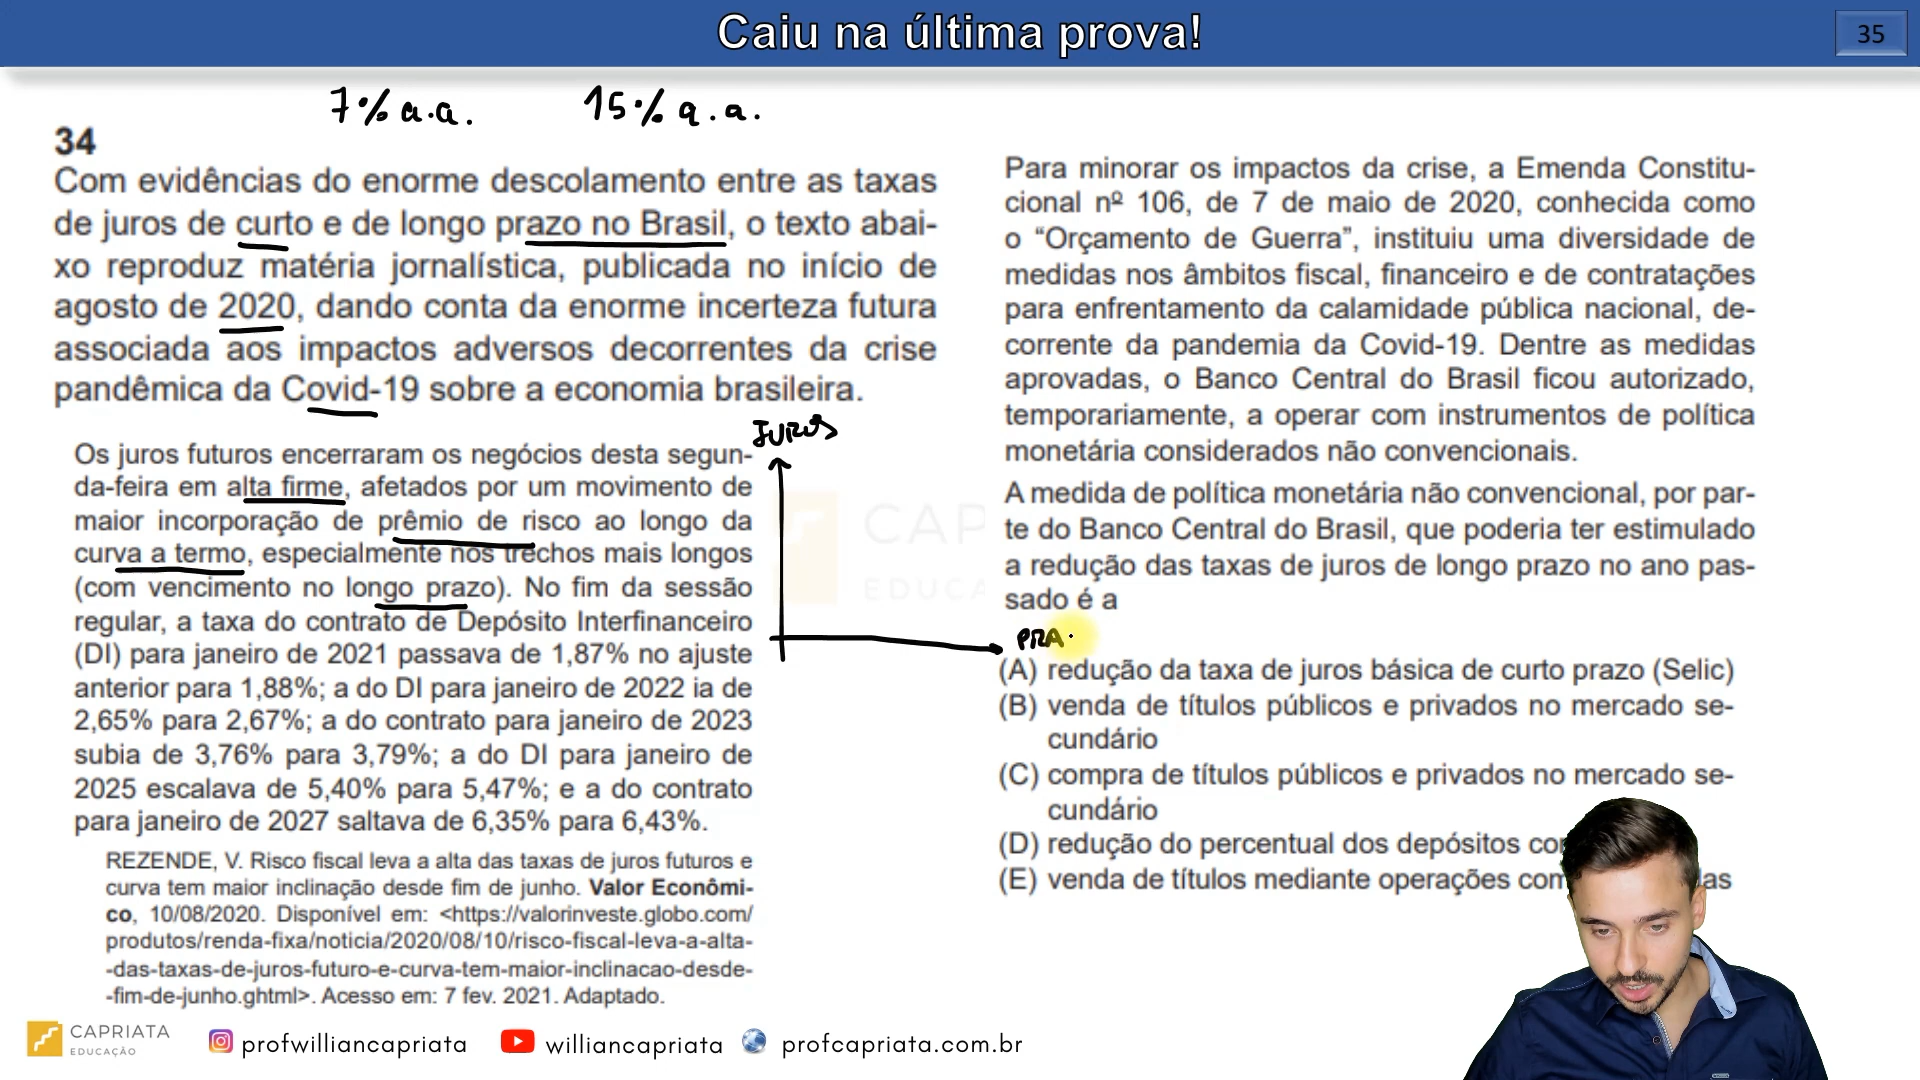 Caiu na última prova!
35
7% a.a. 15% a.a.
34
Com evidências do enorme descolamento entre as taxas
de juros de curto e de longo prazo no Brasil, o texto abai-
xo reproduz matéria jornalística, publicada no início de
agosto de 2020, dando conta da enorme incerteza futura
associada aos impactos adversos decorrentes da crise
pandêmica da Covid-19 sobre a economia brasileira.
JUROS
Os juros futuros encerraram os negócios desta segun-
da-feira em alta firme, afetados por um movimento de
maior incorporação de prêmio de risco ao longo da
curva a termo, especialmente nos trechos mais longos
(com vencimento no longo prazo). No fim da sessão
regular, a taxa do contrato de Depósito Interfinanceiro
(DI) para janeiro de 2021 passava de 1,87% no ajuste
anterior para 1,88%; a do DI para janeiro de 2022 ia de
2,65% para 2,67%; a do contrato para janeiro de 2023
subia de 3,76% para 3,79%; a do DI para janeiro de
2025 escalava de 5,40% para 5,47%; e a do contrato
para janeiro de 2027 saltava de 6,35% para 6,43%.
REZENDE, V. Risco fiscal leva a alta das taxas de juros futuros e
curva tem maior inclinação desde fim de junho. Valor Econômi-
co, 10/08/2020. Disponível em: <https://valorinveste.globo.com/
produtos/renda-fixa/noticia/2020/08/10/risco-fiscal-leva-a-alta-
-das-taxas-de-juros-futuro-e-curva-tem-maior-inclinacao-desde-
-fim-de-junho.ghtml>. Acesso em: 7 fev. 2021. Adaptado.
CAP
EDUCA
Para minorar os impactos da crise, a Emenda Constitu-
cional nº 106, de 7 de maio de 2020, conhecida como
o “Orçamento de Guerra”, instituiu uma diversidade de
medidas nos âmbitos fiscal, financeiro e de contratações
para enfrentamento da calamidade pública nacional, de-
corrente da pandemia da Covid-19. Dentre as medidas
aprovadas, o Banco Central do Brasil ficou autorizado,
temporariamente, a operar com instrumentos de política
monetária considerados não convencionais.
A medida de política monetária não convencional, por par-
te do Banco Central do Brasil, que poderia ter estimulado
a redução das taxas de juros de longo prazo no ano pas-
sado é a
PRA
(A) redução da taxa de juros básica de curto prazo (Selic)
(B) venda de títulos públicos e privados no mercado se-
cundário
(C) compra de títulos públicos e privados no mercado se-
cundário
(D) redução do percentual dos depósitos
(E) venda de títulos mediante operações
CAPRIATA
EDUCAÇÃO
profwilliancapriata
williancapriata
profcapriata.com.br